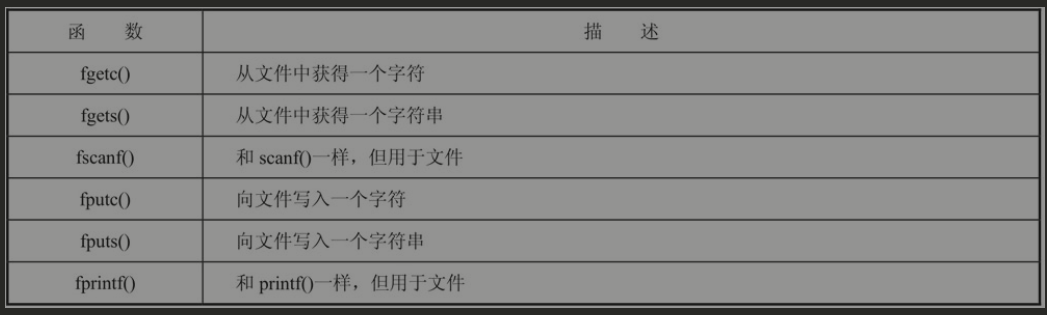 函 数 描 述
fgetc() 从文件中获得一个字符
fgets() 从文件中获得一个字符串
fscanf() 和 scanf()一样，但用于文件
fputc() 向文件写入一个字符
fputs() 向文件写入一个字符串
fprintf() 和 printf()一样，但用于文件